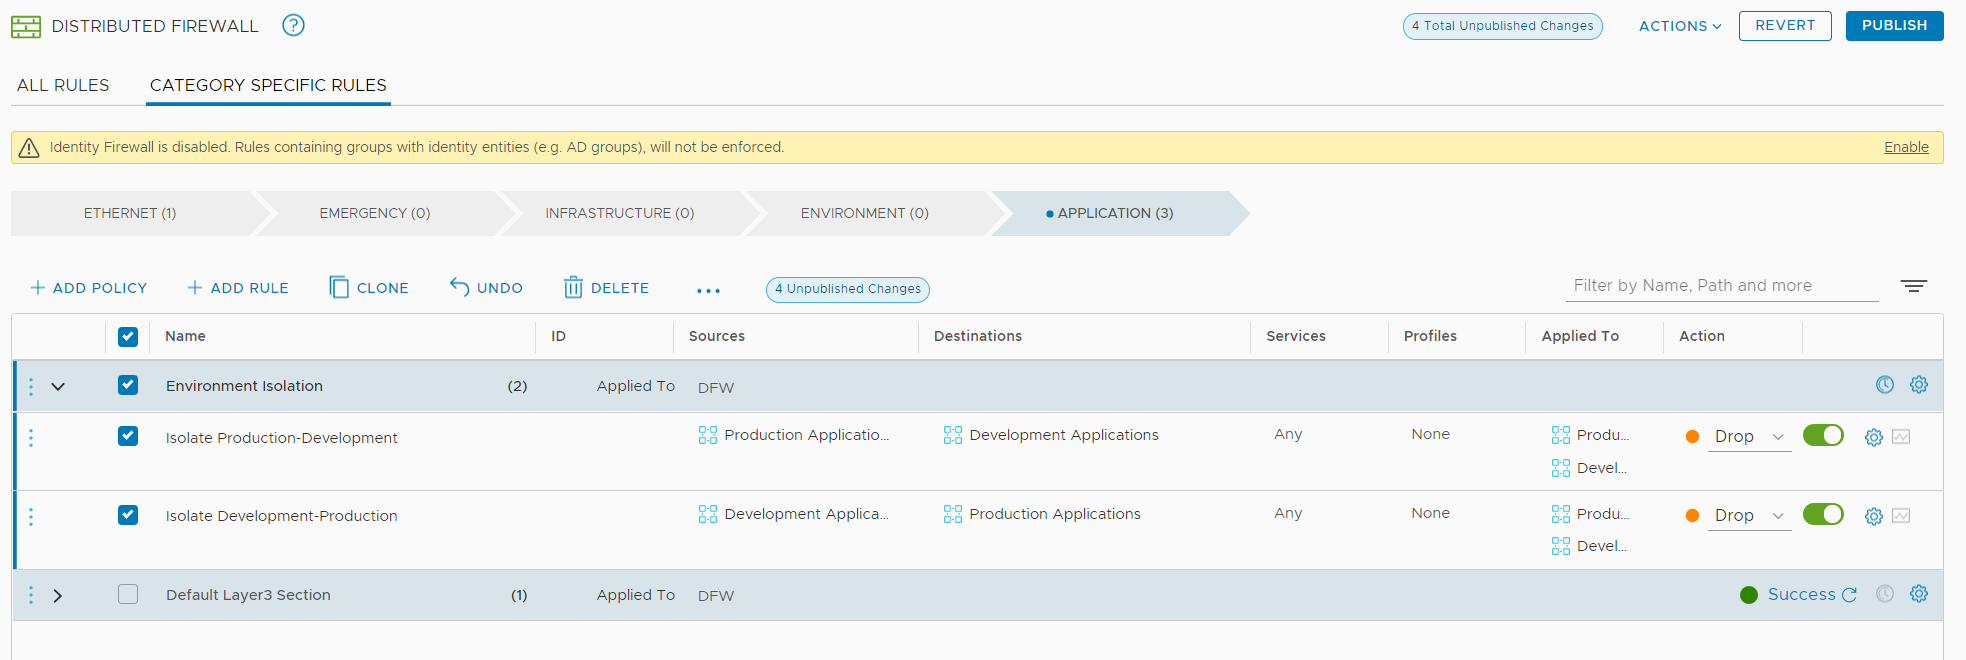 DISTRIBUTED FIREWALL ? 4 Total Unpublished Changes ACTIONS REVERT PUBLISH
ALL RULES CATEGORY SPECIFIC RULES
Identity Firewall is disabled. Rules containing groups with identity entities (e.g. AD groups), will not be enforced. Enable
ETHERNET (1) EMERGENCY (0) INFRASTRUCTURE (0) ENVIRONMENT (0) APPLICATION (3)
+ ADD POLICY + ADD RULE CLONE UNDO DELETE ... 4 Unpublished Changes Filter by Name, Path and more
Name ID Sources Destinations Services Profiles Applied To Action
Environment Isolation (2) Applied To DFW
Isolate Production-Development Production Applicatio... Development Applications Any None Produ... Drop
Devel...
Isolate Development-Production Development Applica... Production Applications Any None Produ... Drop
Devel...
Default Layer3 Section (1) Applied To DFW Success